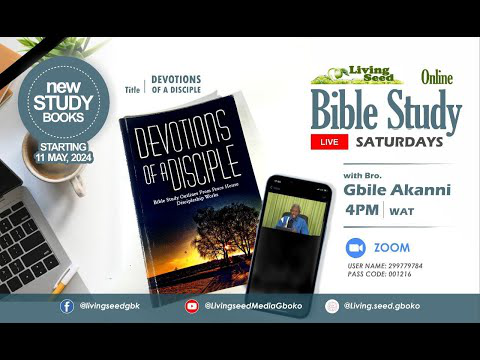 new
STUDY
BOOKS
STARTING
11 MAY, 2024
Title
DEVOTIONS
OF A DISCIPLE
Living
Seed
Online
Bible Study
LIVE
SATURDAYS
with Bro.
Gbile Akanni
4PM WAT
ZOOM
USER NAME: 299779784
PASS CODE: 001216
DEVOTIONS
OF A DISCIPLE
Bible Study Outlines From Peace House
Discipleship Works
@livingseedgbk
@LivingseedMediaGboko
@living.seed.gboko